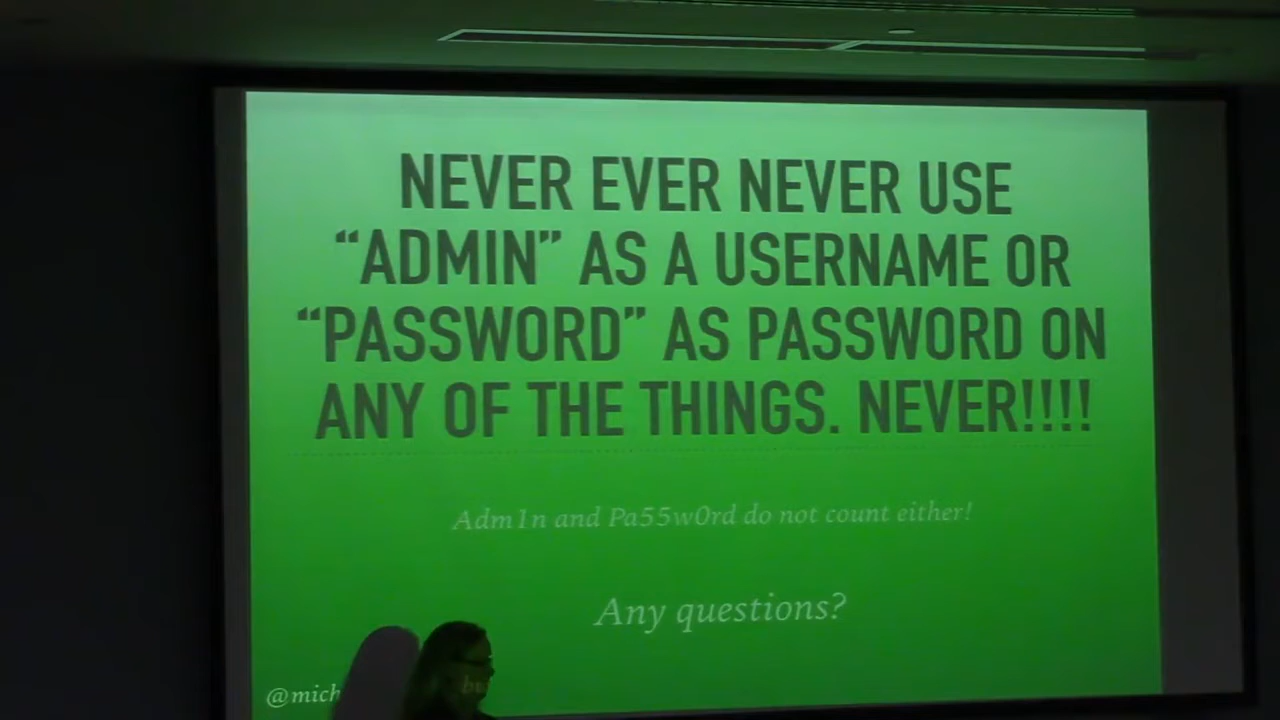 NEVER EVER NEVER USE
“ADMIN” AS A USERNAME OR
“PASSWORD” AS PASSWORD ON
ANY OF THE THINGS. NEVER!!!!
Adm1n and Pa55w0rd do not count either!
Any questions?
@mich